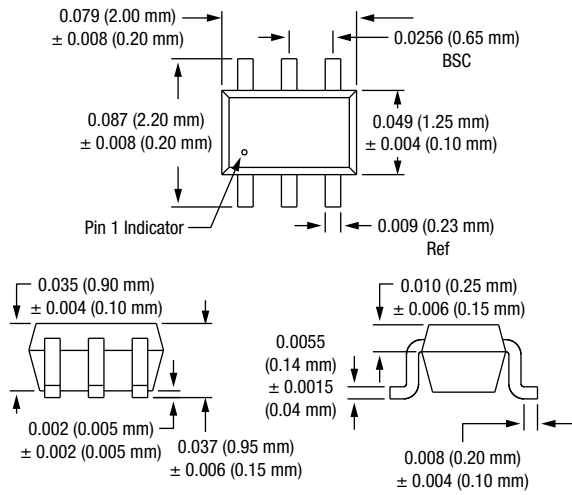 0.079 (2.00 mm)
± 0.008 (0.20 mm)
0.0256 (0.65 mm)
BSC
0.087 (2.20 mm)
± 0.008 (0.20 mm)
0.049 (1.25 mm)
± 0.004 (0.10 mm)
Pin 1 Indicator
0.009 (0.23 mm)
Ref
0.035 (0.90 mm)
± 0.004 (0.10 mm)
0.010 (0.25 mm)
± 0.006 (0.15 mm)
0.0055
(0.14 mm)
± 0.0015
(0.04 mm)
0.002 (0.005 mm)
± 0.002 (0.005 mm)
0.037 (0.95 mm)
± 0.006 (0.15 mm)
0.008 (0.20 mm)
± 0.004 (0.10 mm)